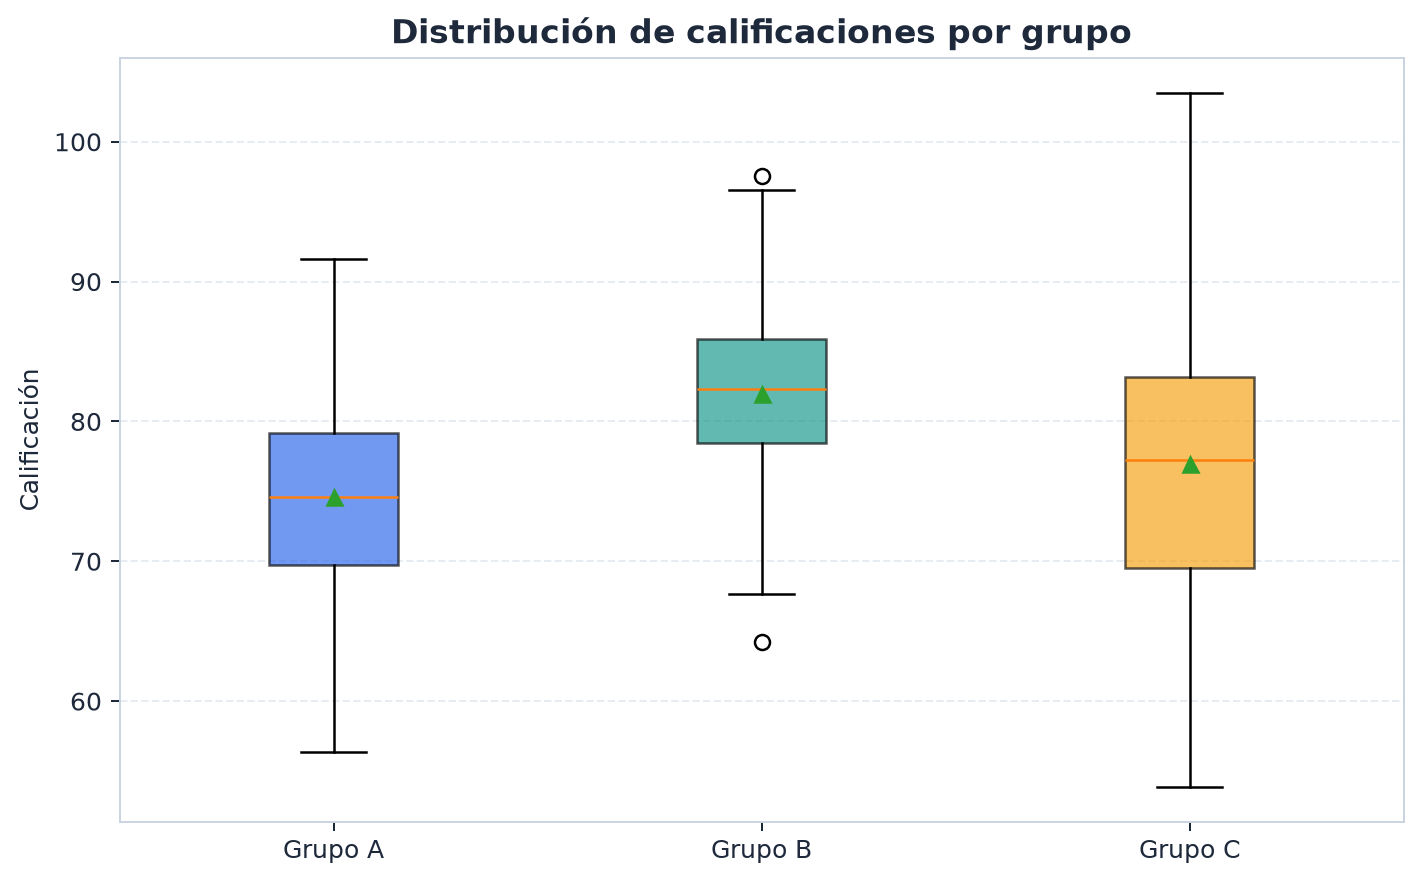 Distribución de calificaciones por grupo
Calificación
100
90
80
70
60
Grupo A
Grupo B
Grupo C